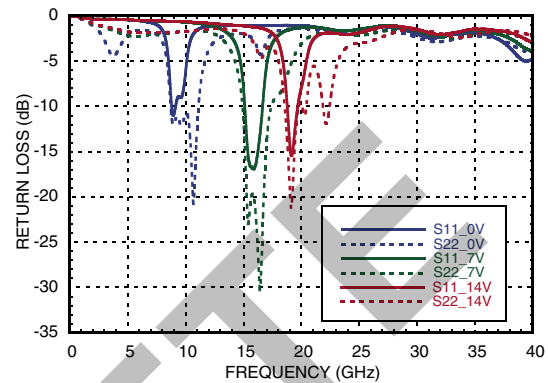 0
-5
-10
-15
-20
-25
-30
-35
RETURN LOSS (dB)
S11_0V
S22_0V
S11_7V
S22_7V
S11_14V
S22_14V
0 5 10 15 20 25 30 35 40
FREQUENCY (GHz)